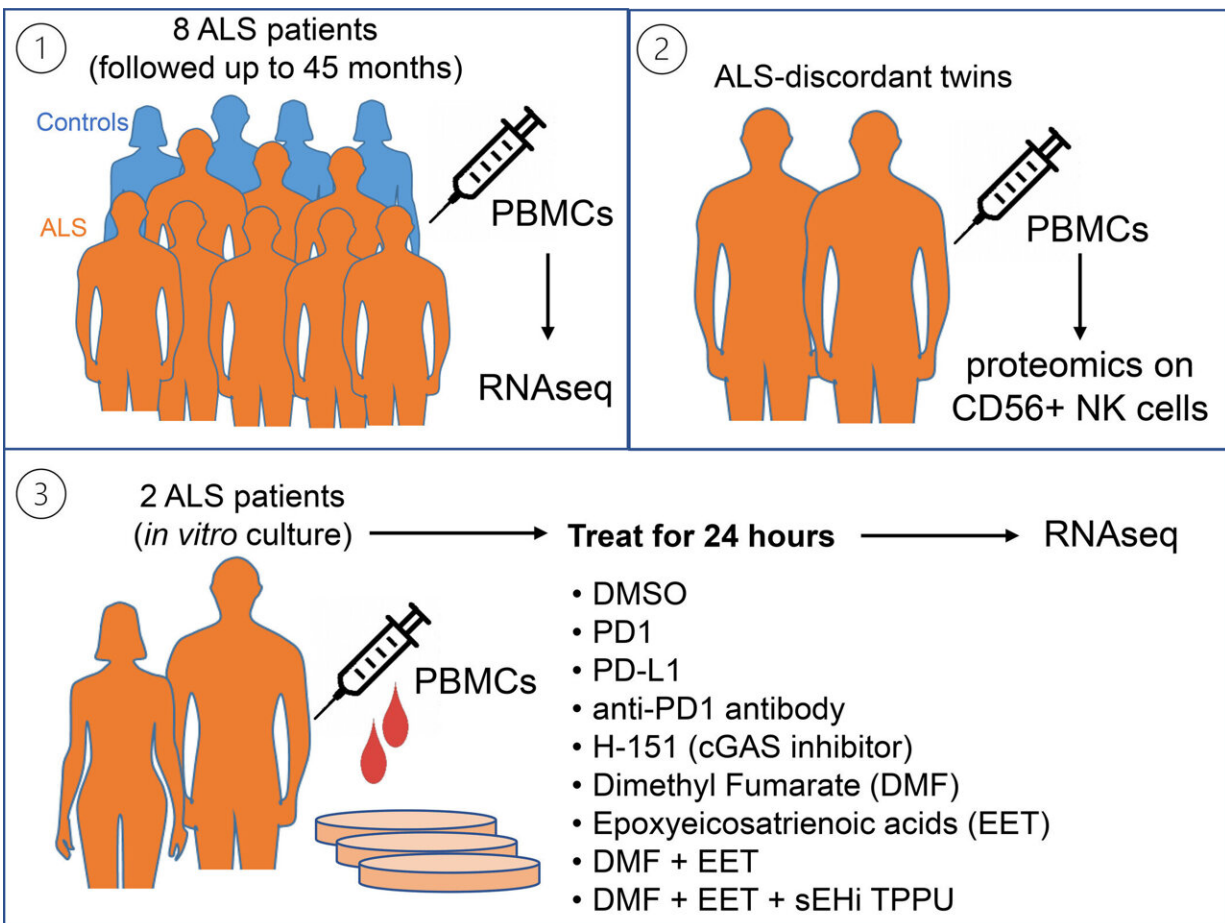 1
8 ALS patients
(followed up to 45 months)
Controls
ALS
PBMCs
RNAseq
2
ALS-discordant twins
PBMCs
proteomics on
CD56+ NK cells
3
2 ALS patients
(in vitro culture)
PBMCs
Treat for 24 hours
RNAseq
• DMSO
• PD1
• PD-L1
• anti-PD1 antibody
• H-151 (cGAS inhibitor)
• Dimethyl Fumarate (DMF)
• Epoxyeicosatrienoic acids (EET)
• DMF + EET
• DMF + EET + sEHi TPPU